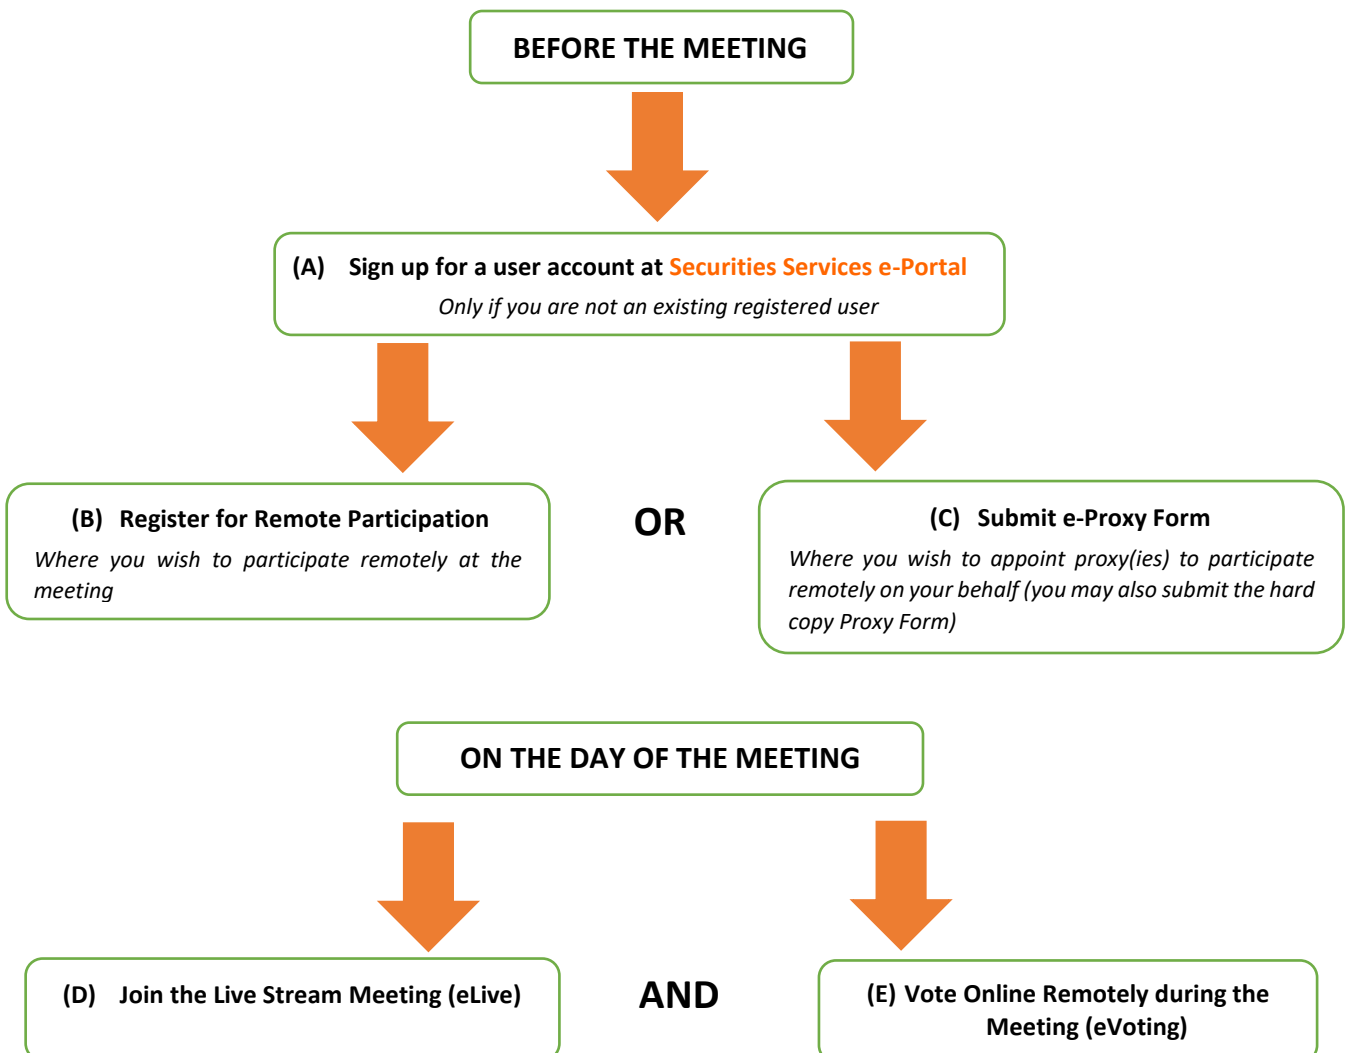 BEFORE THE MEETING
(A) Sign up for a user account at Securities Services e-Portal
Only if you are not an existing registered user
(B) Register for Remote Participation
Where you wish to participate remotely at the
meeting
OR
(C) Submit e-Proxy Form
Where you wish to appoint proxy(ies) to participate
remotely on your behalf (you may also submit the hard
copy Proxy Form)
ON THE DAY OF THE MEETING
(D) Join the Live Stream Meeting (eLive)
AND
(E) Vote Online Remotely during the
Meeting (eVoting)